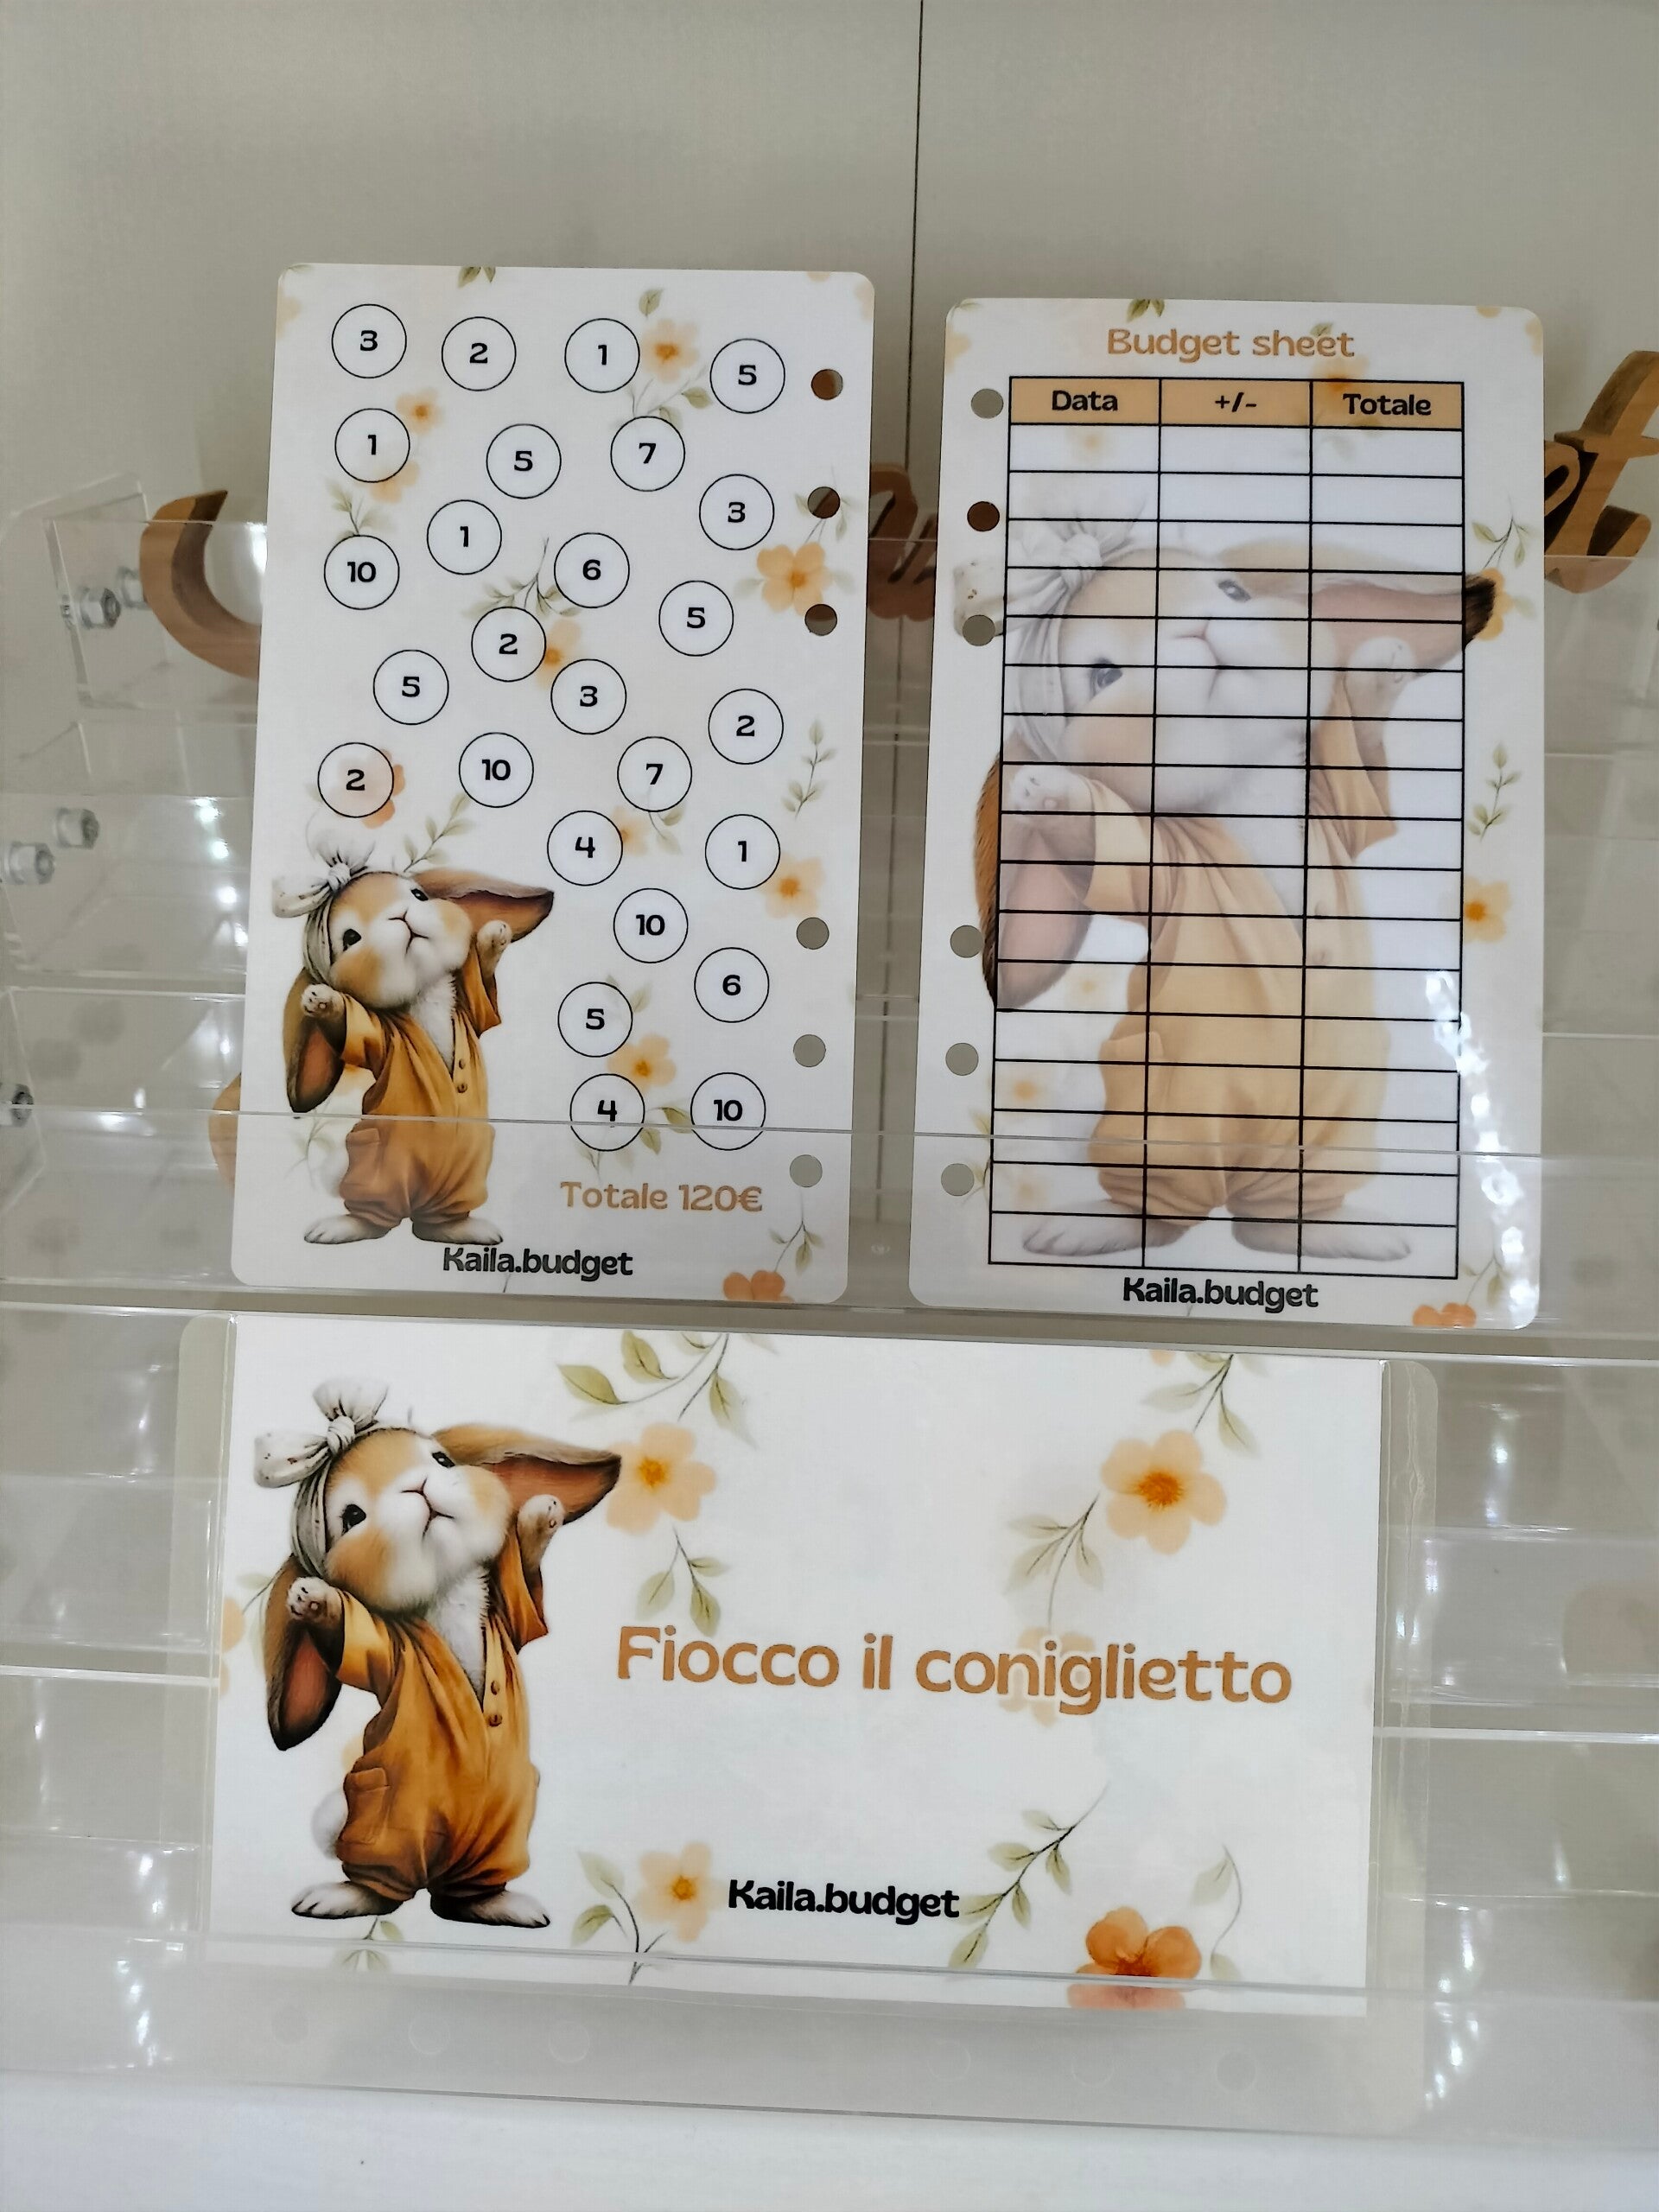 3 2 1 5
1 5 7
3
1
10 6
5
2
5 3
2
2 10 7
4 1
10
6
5
4 10
Totale 120€
Kaila.budget
Budget sheet
Data +/- Totale
Kaila.budget
Fiocco il coniglietto
Kaila.budget